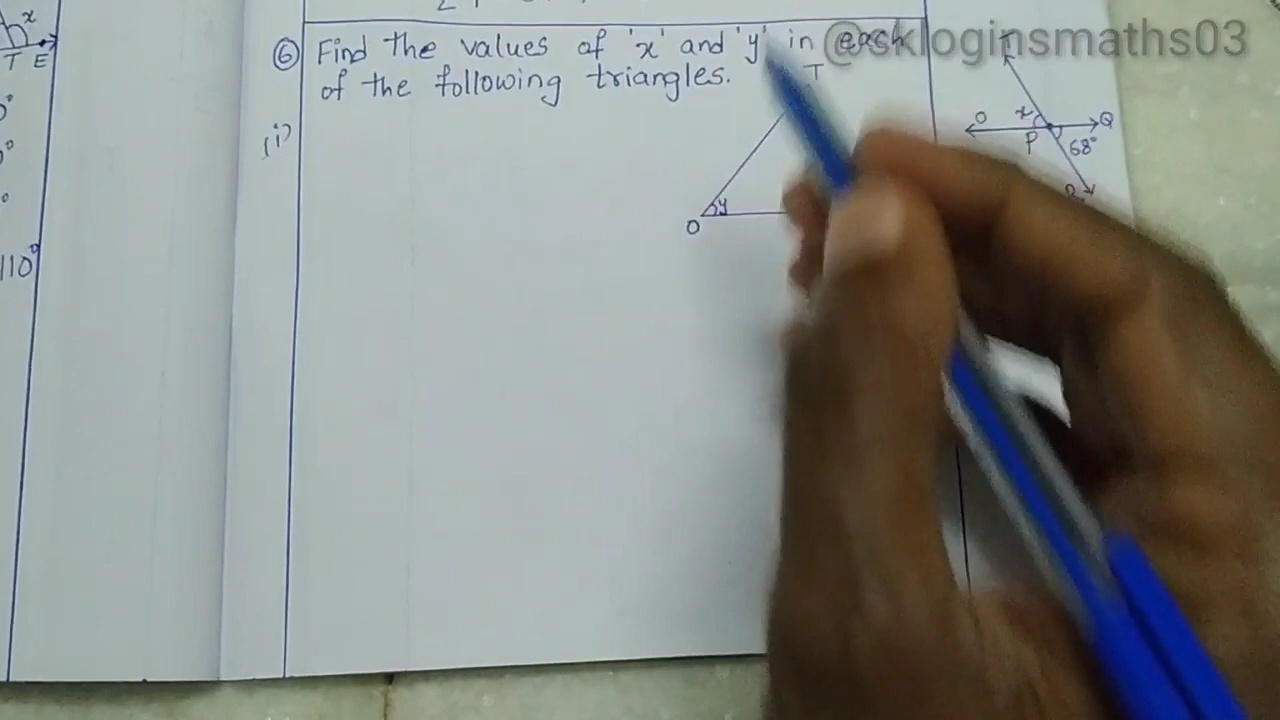 @skloginsmaths03
⑥ Find the values of 'x' and 'y' in each
of the following triangles.
(i)
T
O
y
x
T E
110°
O
x
P
Q
68°
R